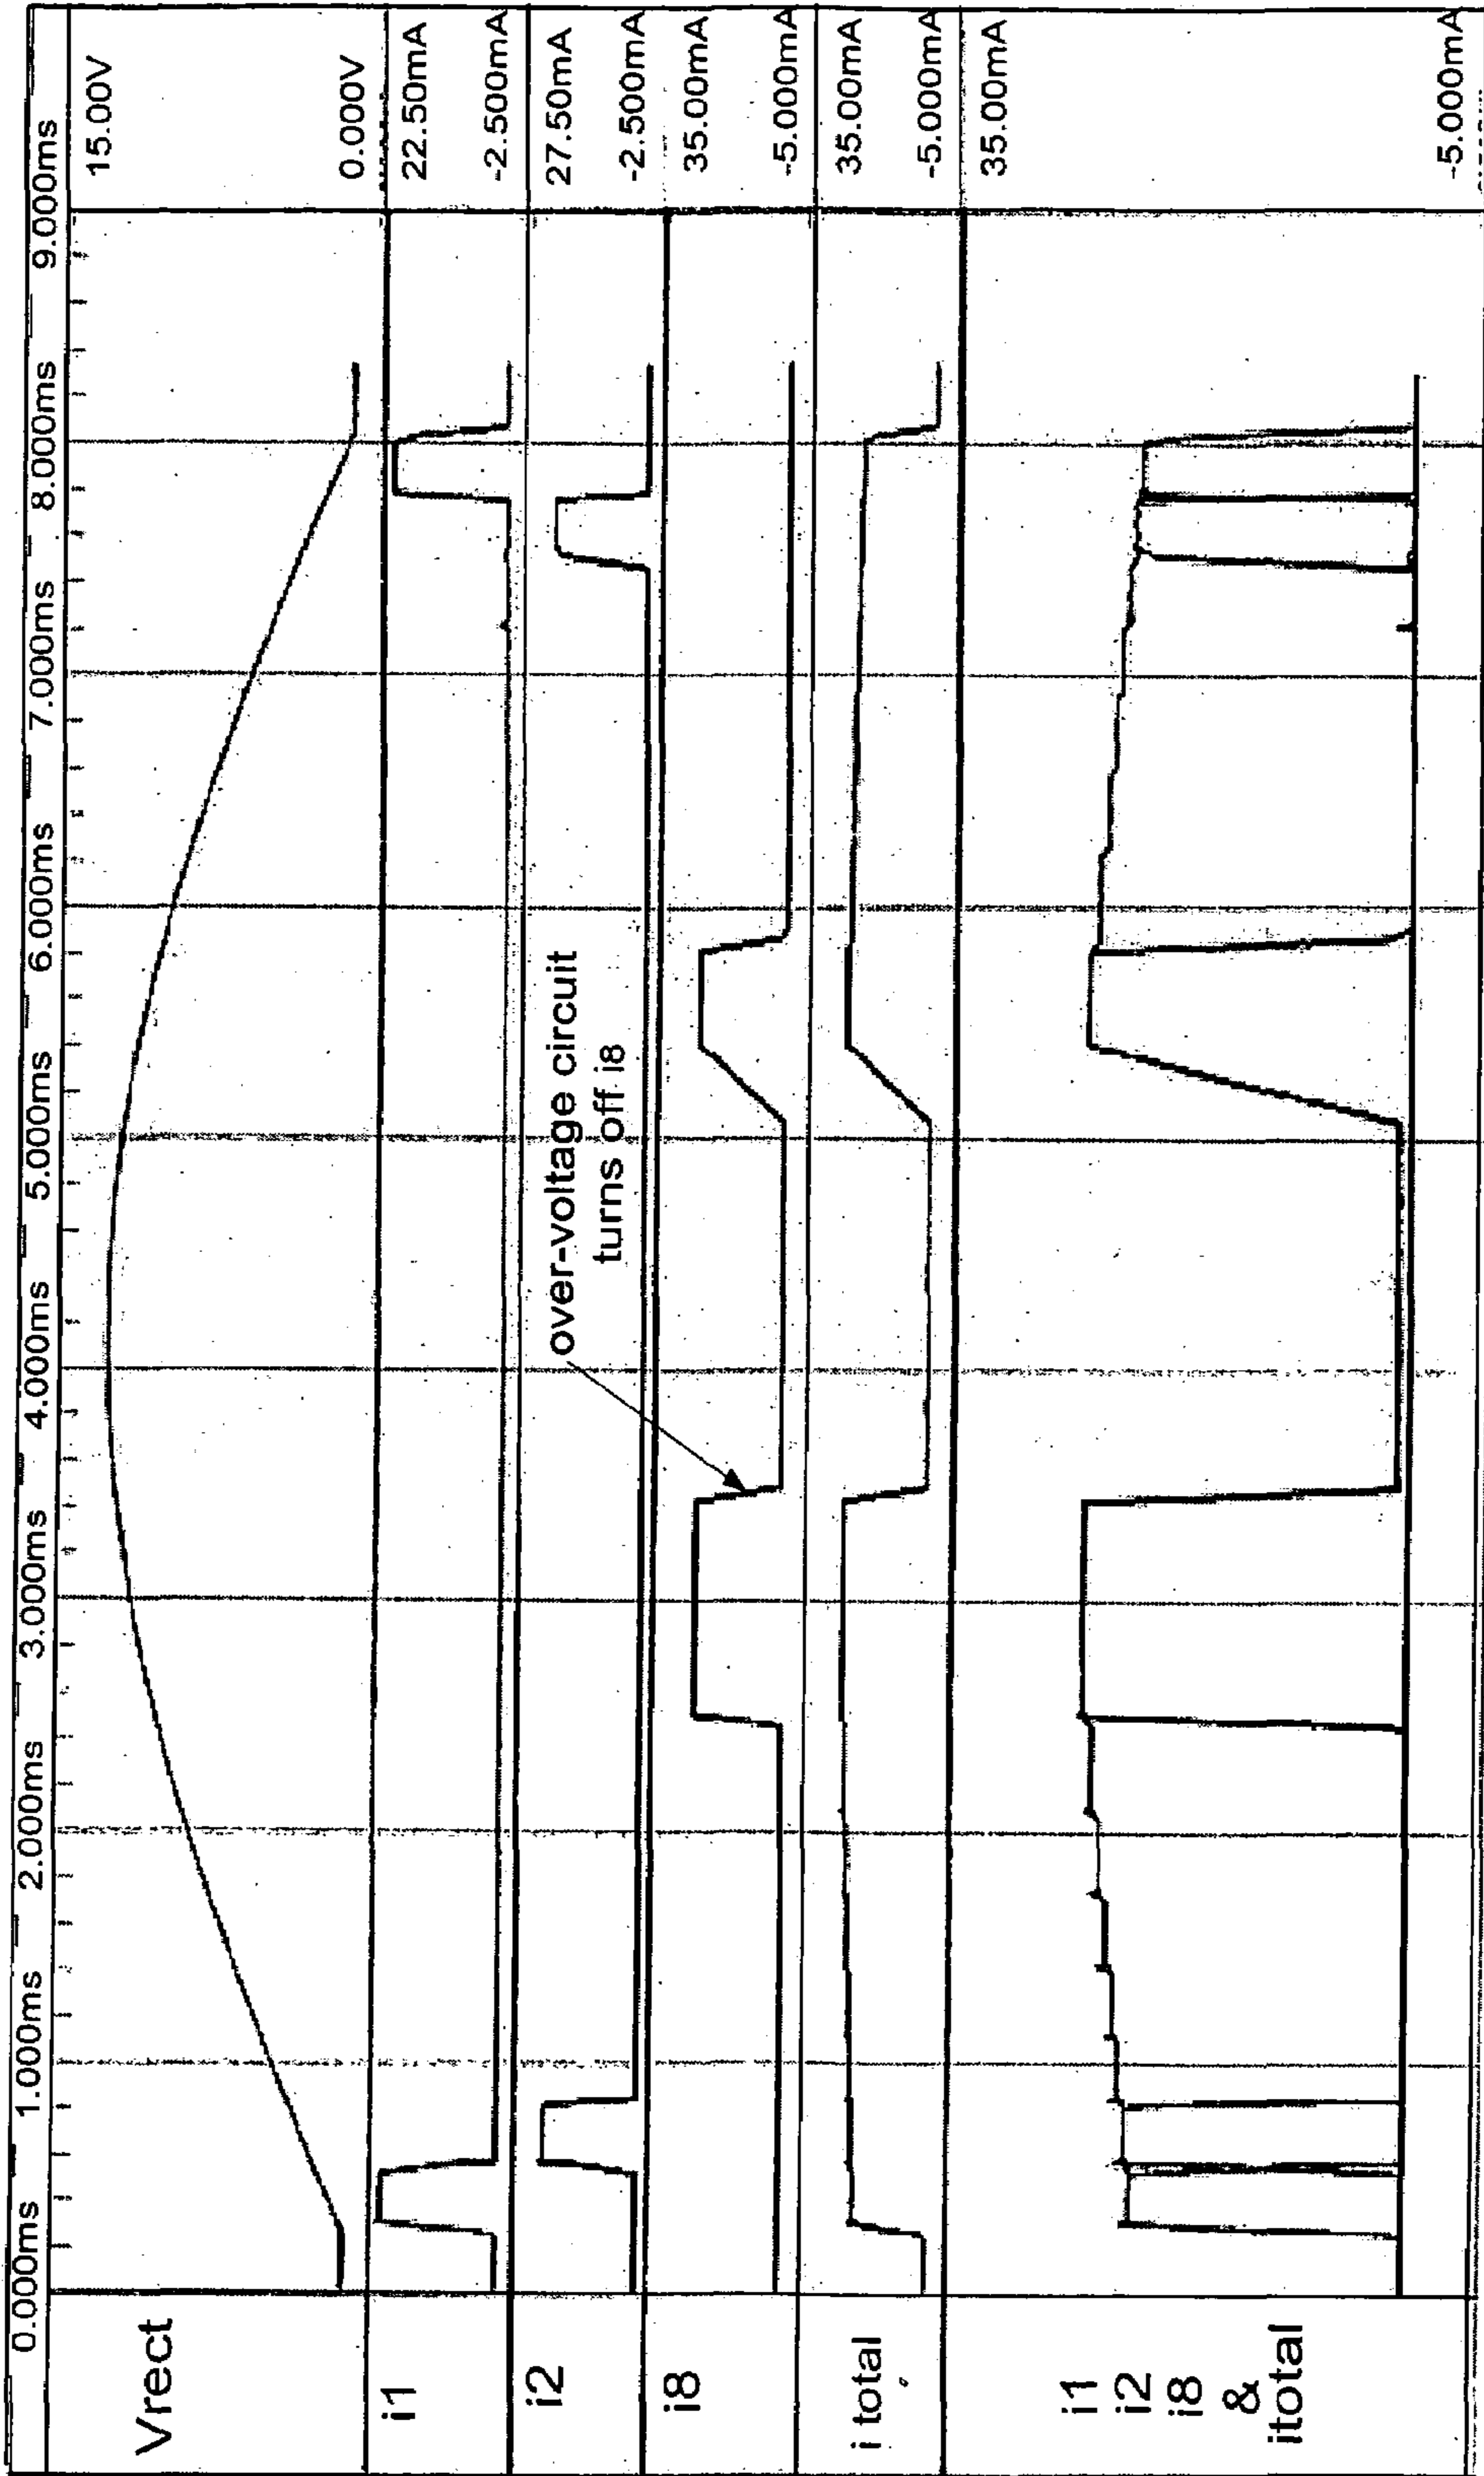 0.000ms
1.000ms
2.000ms
3.000ms
4.000ms
5.000ms
6.000ms
7.000ms
8.000ms
9.000ms
Vrect
15.00V
0.000V
i1
22.50mA
-2.500mA
i2
27.50mA
-2.500mA
over-voltage circuit
turns off i8
i8
35.00mA
-5.000mA
i total
35.00mA
-5.000mA
i1
i2
i8
&
itotal
35.00mA
-5.000mA